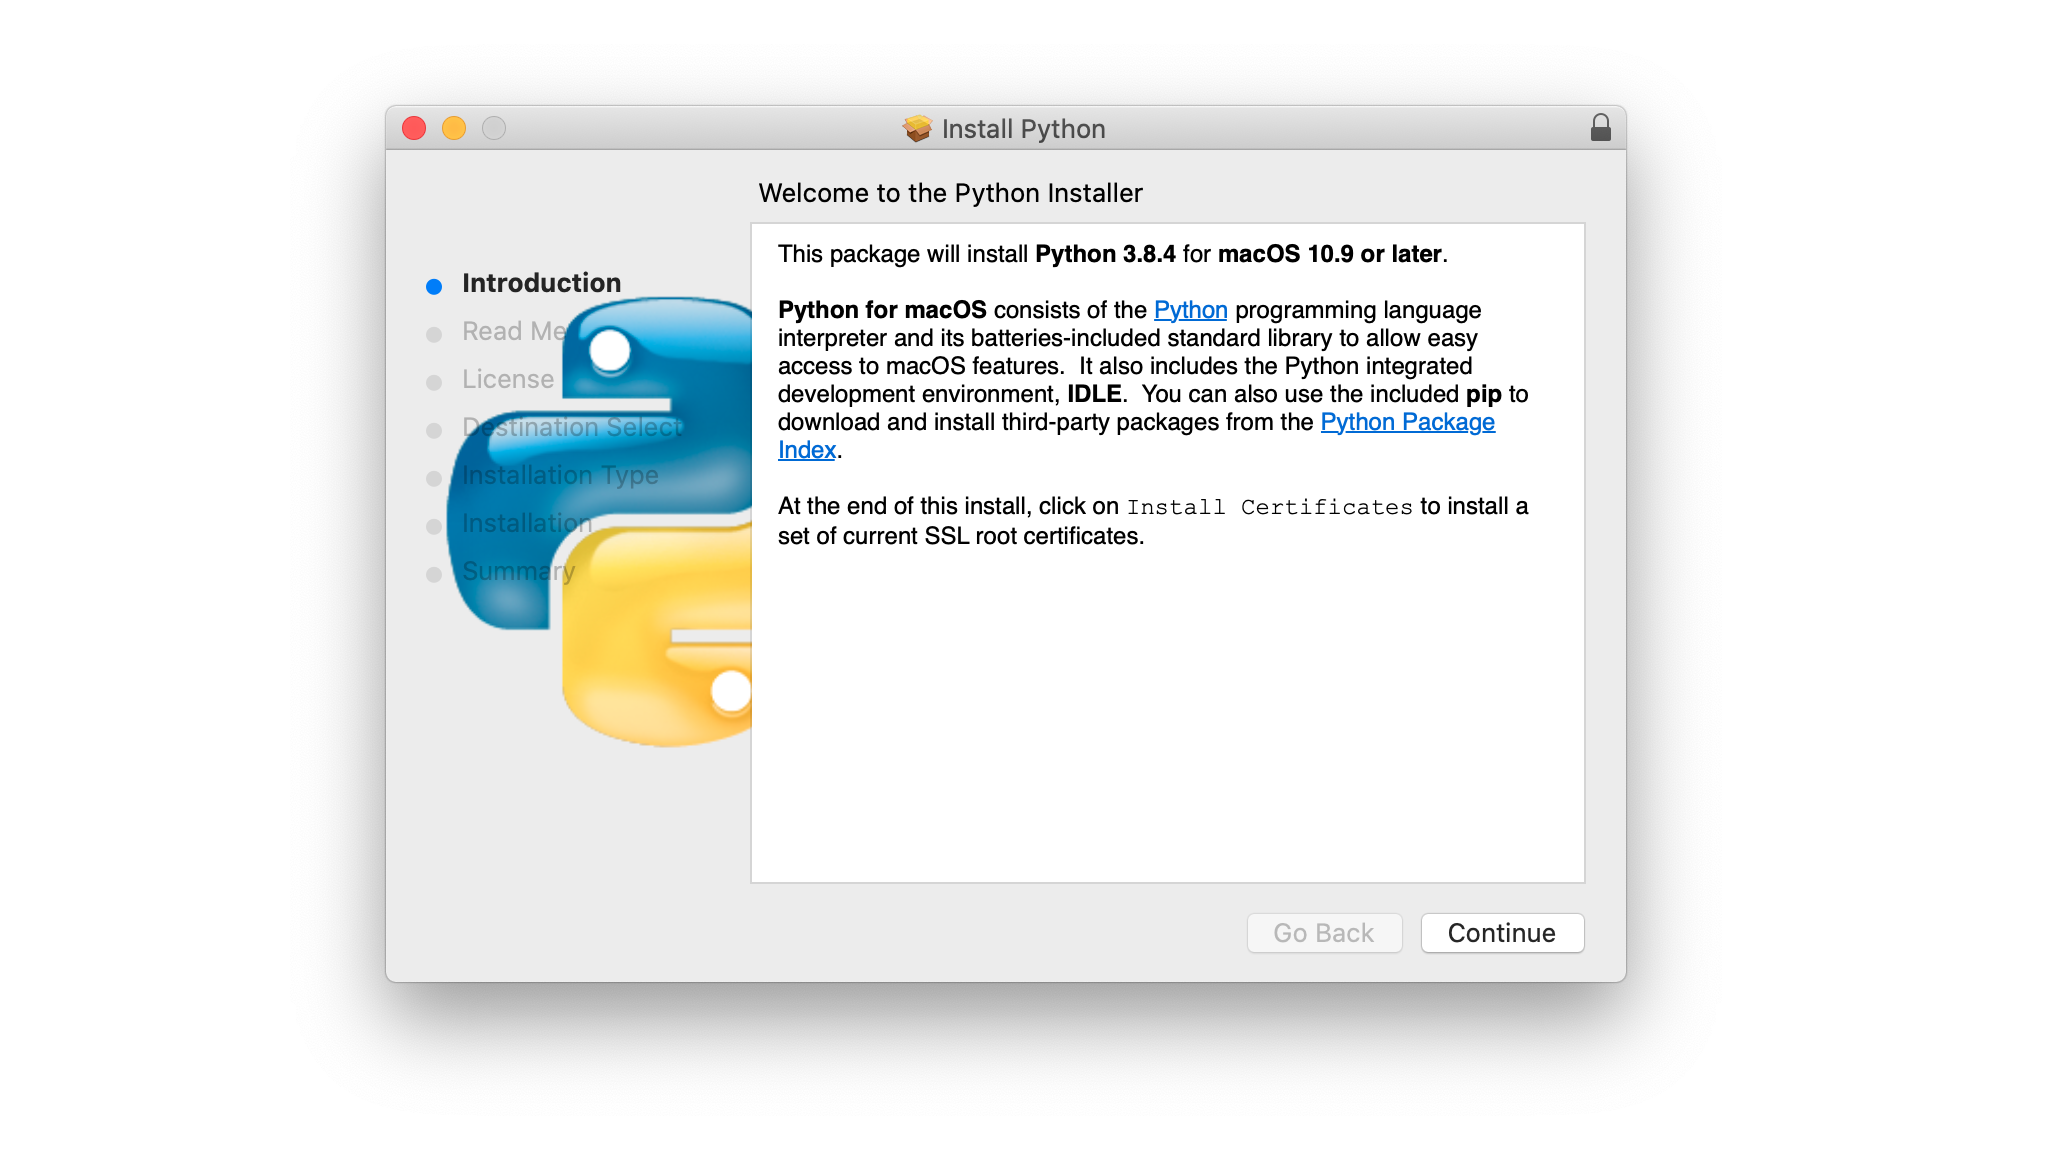 Install Python
Welcome to the Python Installer
Introduction
Read Me
License
Destination Select
Installation Type
Installation
Summary
This package will install Python 3.8.4 for macOS 10.9 or later.
Python for macOS consists of the Python programming language
interpreter and its batteries-included standard library to allow easy
access to macOS features.  It also includes the Python integrated
development environment, IDLE.  You can also use the included pip to
download and install third-party packages from the Python Package
Index.
At the end of this install, click on Install Certificates to install a
set of current SSL root certificates.
Go Back
Continue